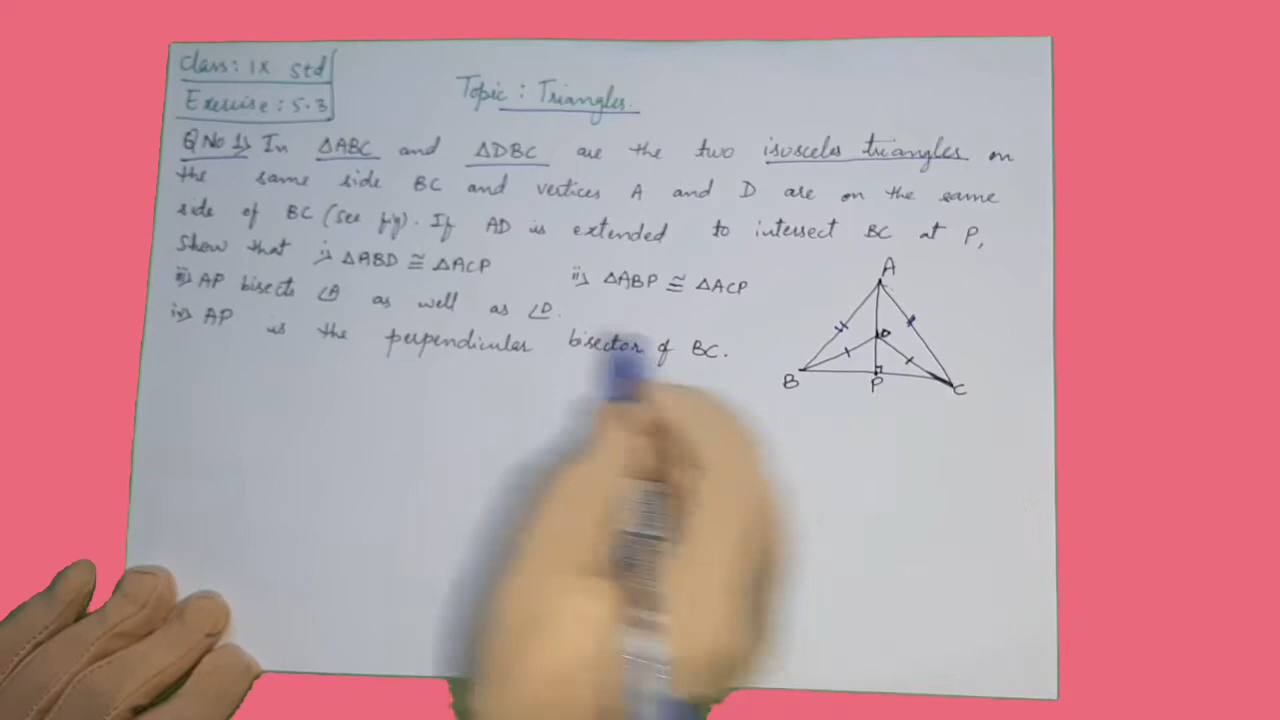 Class: IX Std
Exercise: 5.3
Topic: Triangles.
Q No 1) In ΔABC and ΔDBC are the two isosceles triangles on
the same side BC and vertices A and D are on the same
side of BC (See fig). If AD is extended to intersect BC at P,
Show that i) ΔABD ≅ ΔACP ii) ΔABP ≅ ΔACP
iii) AP bisects ∠A as well as ∠D.
iv) AP is the perpendicular bisector of BC.
A
D
B P C